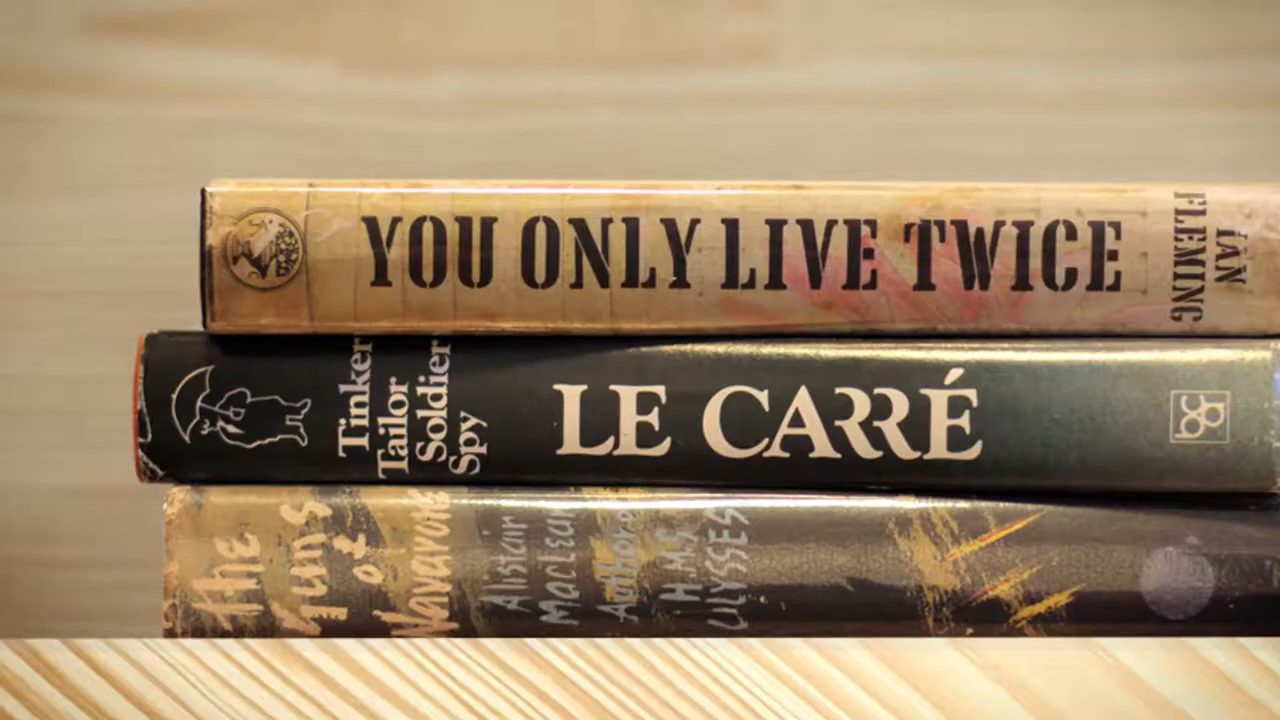 YOU ONLY LIVE TWICE
IAN
FLEMING
Tinker
Tailor
Soldier
Spy
LE CARRÉ
The
Guns
of
Navarone
Alistair
MacLean
Author of
H.M.S.
ULYSSES